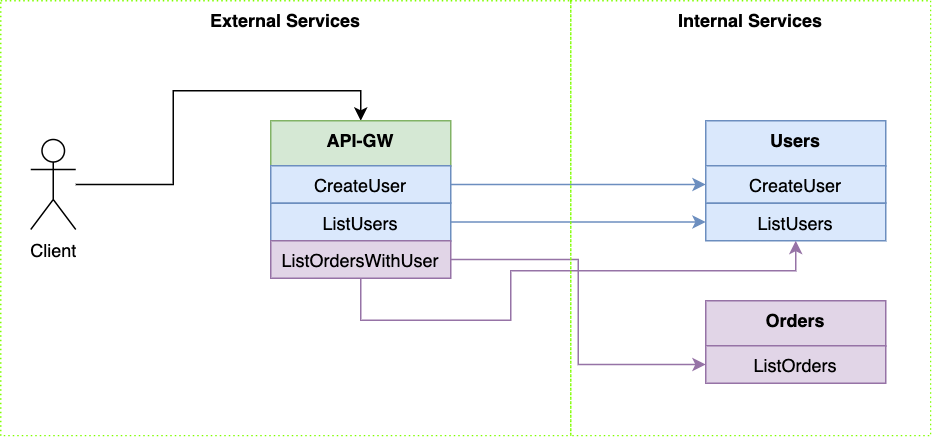 External Services
Internal Services
Client
API-GW
CreateUser
ListUsers
ListOrdersWithUser
Users
CreateUser
ListUsers
Orders
ListOrders